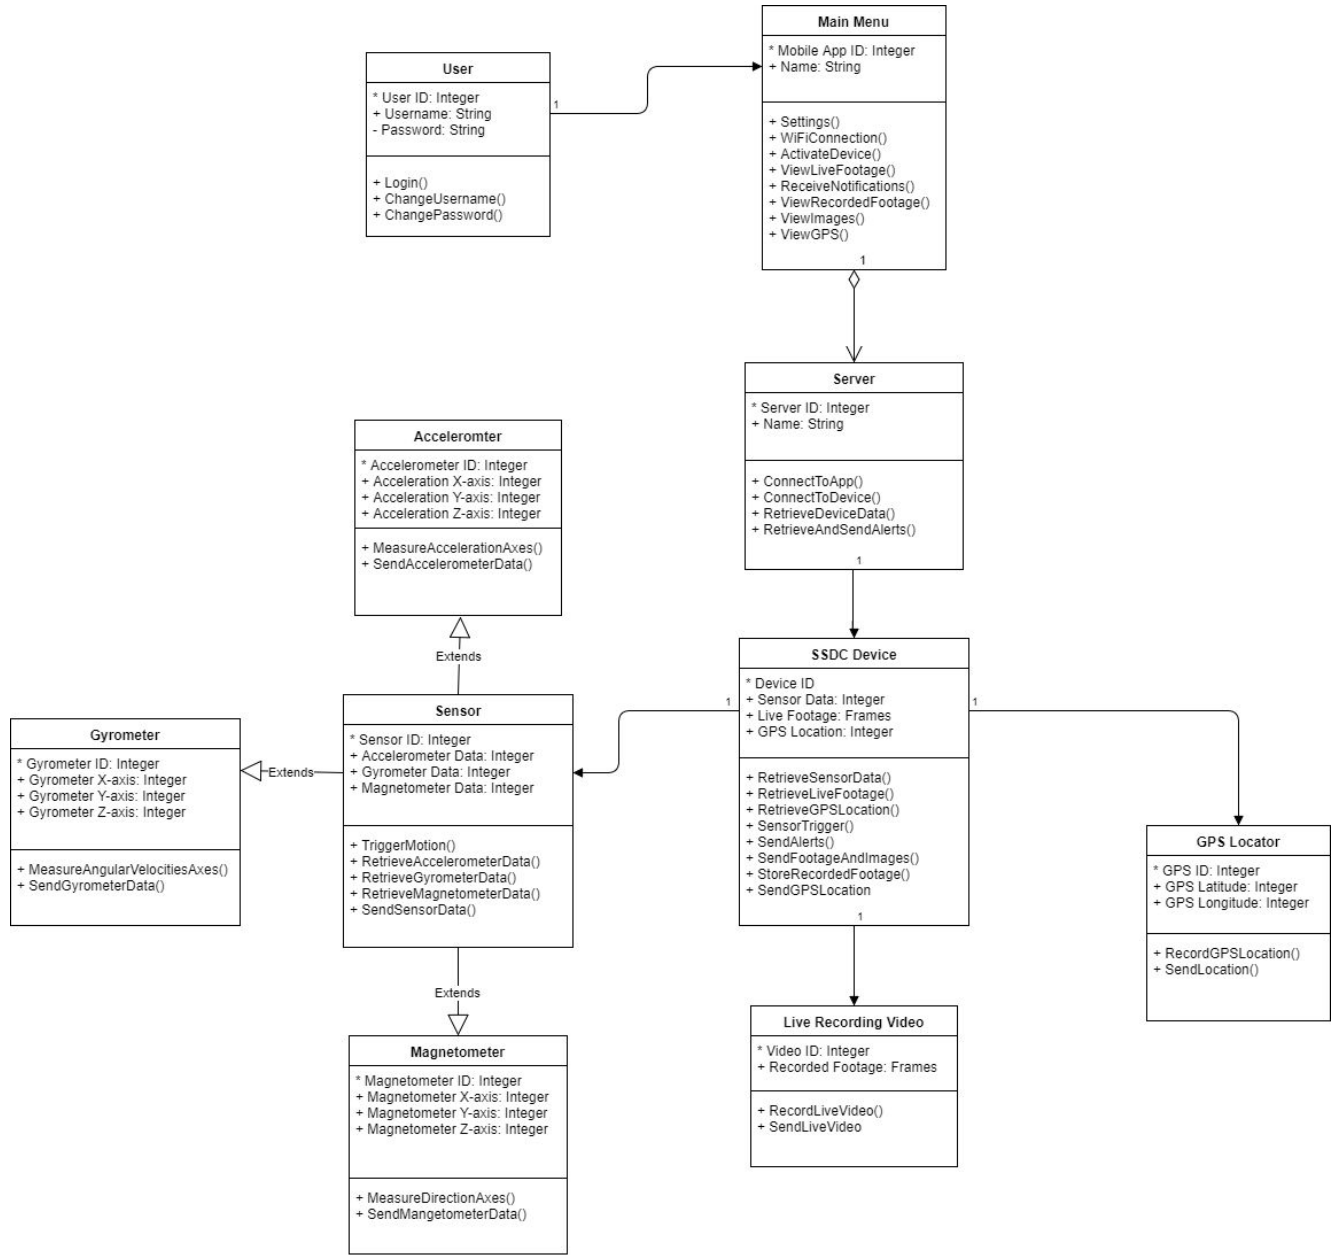 Main Menu
* Mobile App ID: Integer
+ Name: String
+ Settings()
+ WiFiConnection()
+ ActivateDevice()
+ ViewLiveFootage()
+ ReceiveNotifications()
+ ViewRecordedFootage()
+ ViewImages()
+ ViewGPS()
1
User
* User ID: Integer
+ Username: String
- Password: String
+ Login()
+ ChangeUsername()
+ ChangePassword()
1
Server
* Server ID: Integer
+ Name: String
+ ConnectToApp()
+ ConnectToDevice()
+ RetrieveDeviceData()
+ RetrieveAndSendAlerts()
1
Acceleromter
* Accelerometer ID: Integer
+ Acceleration X-axis: Integer
+ Acceleration Y-axis: Integer
+ Acceleration Z-axis: Integer
+ MeasureAccelerationAxes()
+ SendAccelerometerData()
Extends
SSDC Device
* Device ID
+ Sensor Data: Integer
+ Live Footage: Frames
+ GPS Location: Integer
+ RetrieveSensorData()
+ RetrieveLiveFootage()
+ RetrieveGPSLocation()
+ SensorTrigger()
+ SendAlerts()
+ SendFootageAndImages()
+ StoreRecordedFootage()
+ SendGPSLocation
1
1
1
Sensor
* Sensor ID: Integer
+ Accelerometer Data: Integer
+ Gyrometer Data: Integer
+ Magnetometer Data: Integer
+ TriggerMotion()
+ RetrieveAccelerometerData()
+ RetrieveGyrometerData()
+ RetrieveMagnetometerData()
+ SendSensorData()
Extends
Gyrometer
* Gyrometer ID: Integer
+ Gyrometer X-axis: Integer
+ Gyrometer Y-axis: Integer
+ Gyrometer Z-axis: Integer
+ MeasureAngularVelocitiesAxes()
+ SendGyrometerData()
Extends
GPS Locator
* GPS ID: Integer
+ GPS Latitude: Integer
+ GPS Longitude: Integer
+ RecordGPSLocation()
+ SendLocation()
Live Recording Video
* Video ID: Integer
+ Recorded Footage: Frames
+ RecordLiveVideo()
+ SendLiveVideo
Magnetometer
* Magnetometer ID: Integer
+ Magnetometer X-axis: Integer
+ Magnetometer Y-axis: Integer
+ Magnetometer Z-axis: Integer
+ MeasureDirectionAxes()
+ SendMangetometerData()